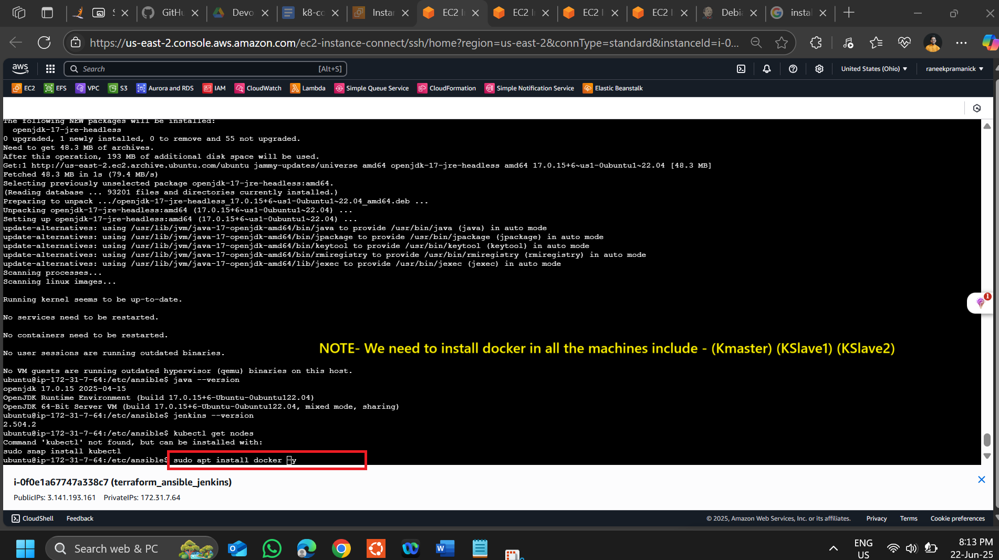 GitHu
Devo
k8-co
Instan
EC2 I
EC2 I
EC2 I
EC2 I
Debia
instal
https://us-east-2.console.aws.amazon.com/ec2-instance-connect/ssh/home?region=us-east-2&connType=standard&instanceId=i-0...
aws
Search
[Alt+S]
United States (Ohio)
raneekpramanick
EC2
EFS
VPC
S3
Aurora and RDS
IAM
CloudWatch
Lambda
Simple Queue Service
CloudFormation
Simple Notification Service
Elastic Beanstalk
The following NEW packages will be installed:
openjdk-17-jre-headless
0 upgraded, 1 newly installed, 0 to remove and 55 not upgraded.
Need to get 48.3 MB of archives.
After this operation, 193 MB of additional disk space will be used.
Get:1 http://us-east-2.ec2.archive.ubuntu.com/ubuntu jammy-updates/universe amd64 openjdk-17-jre-headless amd64 17.0.15+6~us1-0ubuntu1~22.04 [48.3 MB]
Fetched 48.3 MB in 1s (79.4 MB/s)
Selecting previously unselected package openjdk-17-jre-headless:amd64.
(Reading database ... 93201 files and directories currently installed.)
Preparing to unpack .../openjdk-17-jre-headless_17.0.15+6~us1-0ubuntu1~22.04_amd64.deb ...
Unpacking openjdk-17-jre-headless:amd64 (17.0.15+6~us1-0ubuntu1~22.04) ...
Setting up openjdk-17-jre-headless:amd64 (17.0.15+6~us1-0ubuntu1~22.04) ...
update-alternatives: using /usr/lib/jvm/java-17-openjdk-amd64/bin/java to provide /usr/bin/java (java) in auto mode
update-alternatives: using /usr/lib/jvm/java-17-openjdk-amd64/bin/jpackage to provide /usr/bin/jpackage (jpackage) in auto mode
update-alternatives: using /usr/lib/jvm/java-17-openjdk-amd64/bin/keytool to provide /usr/bin/keytool (keytool) in auto mode
update-alternatives: using /usr/lib/jvm/java-17-openjdk-amd64/bin/rmiregistry to provide /usr/bin/rmiregistry (rmiregistry) in auto mode
update-alternatives: using /usr/lib/jvm/java-17-openjdk-amd64/lib/jexec to provide /usr/bin/jexec (jexec) in auto mode
Scanning processes...
Scanning linux images...
Running kernel seems to be up-to-date.
No services need to be restarted.
No containers need to be restarted.
NOTE- We need to install docker in all the machines include - (Kmaster) (KSlave1) (KSlave2)
No user sessions are running outdated binaries.
No VM guests are running outdated hypervisor (qemu) binaries on this host.
ubuntu@ip-172-31-7-64:/etc/ansible$ java --version
openjdk 17.0.15 2025-04-15
OpenJDK Runtime Environment (build 17.0.15+6-Ubuntu-0ubuntu122.04)
OpenJDK 64-Bit Server VM (build 17.0.15+6-Ubuntu-0ubuntu122.04, mixed mode, sharing)
ubuntu@ip-172-31-7-64:/etc/ansible$ jenkins --version
2.504.2
ubuntu@ip-172-31-7-64:/etc/ansible$ kubectl get nodes
Command 'kubectl' not found, but can be installed with:
sudo snap install kubectl
ubuntu@ip-172-31-7-64:/etc/ansible$ sudo apt install docker -y
1
i-0f0e1a67747a338c7 (terraform_ansible_jenkins)
PublicIPs: 3.141.193.161 PrivateIPs: 172.31.7.64
CloudShell
Feedback
© 2025, Amazon Web Services, Inc. or its affiliates.
Privacy
Terms
Cookie preferences
Search web & PC
ENG
US
8:13 PM
22-Jun-25